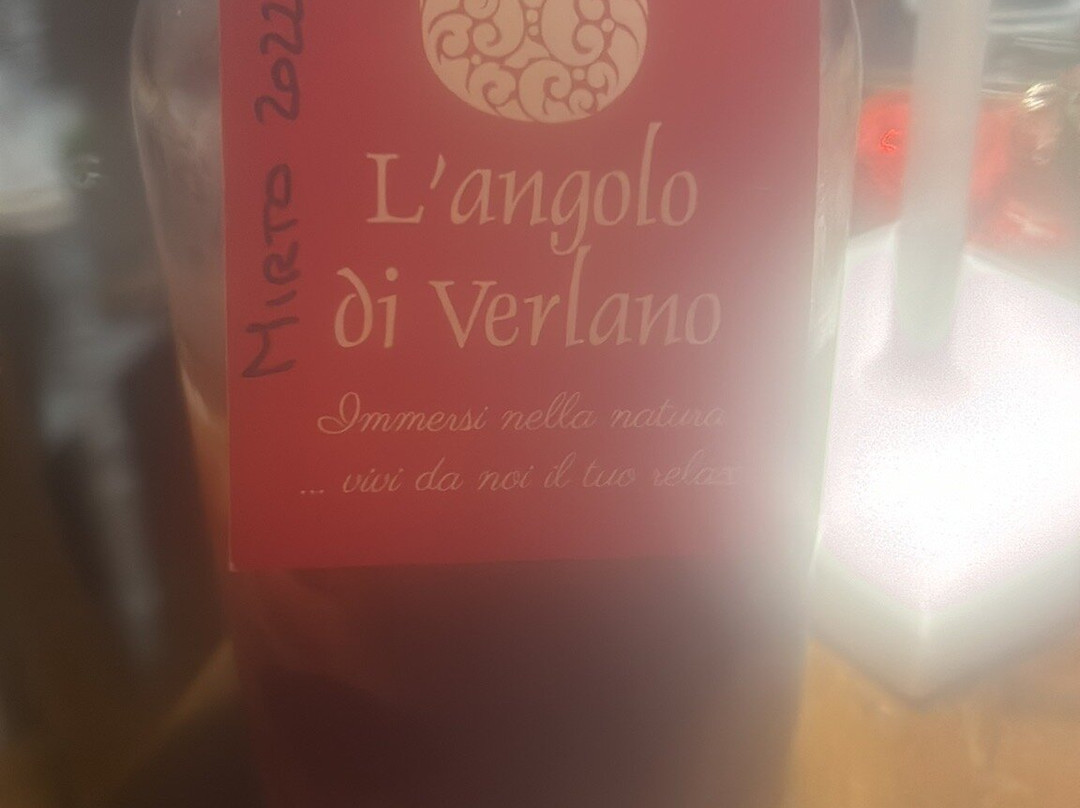 MIRTO 2022
L'angolo
di Verlano
Immersi nella natura
... vivi da noi il tuo relax